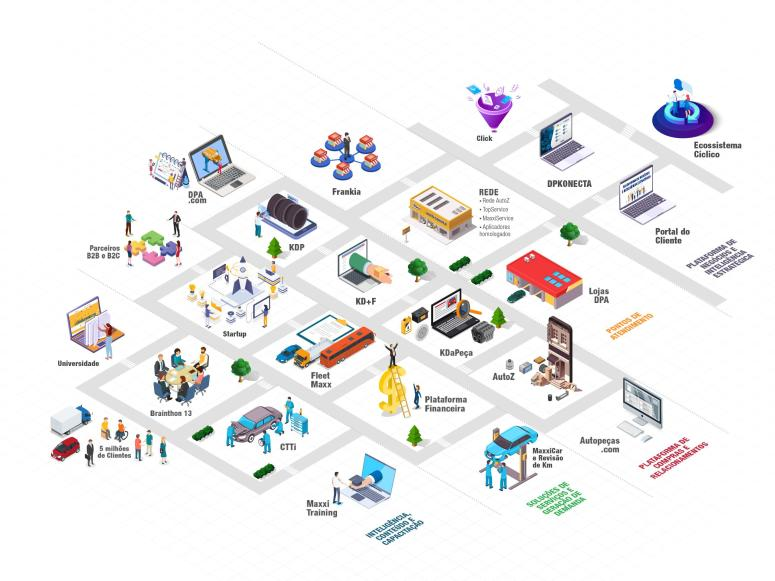 Click
Ecossistema
Cíclico
DPKONECTA
Frankia
DPA
.com
REDE
• Rede AutoZ
• TopService
• MaxxiService
• Aplicadores
homologados
Portal do
Cliente
PLATAFORMA DE
NEGÓCIOS E
INTELIGÊNCIA
ESTRATÉGICA
KDP
Parceiros
B2B e B2C
KD+F
Lojas
DPA
PONTOS DE
ATENDIMENTO
Startup
Universidade
KDaPeça
Fleet
Maxx
AutoZ
Plataforma
Financeira
Brainthon 13
Autopeças
.com
PLATAFORMA DE
COMPRAS E
RELACIONAMENTOS
5 milhões
de Clientes
CTTi
MaxxiCar
e Revisão
de Km
SOLUÇÕES DE
SERVIÇOS E
GERAÇÃO DE
DEMANDA
Maxxi
Training
INTELIGÊNCIA,
CONTEÚDO E
CAPACITAÇÃO